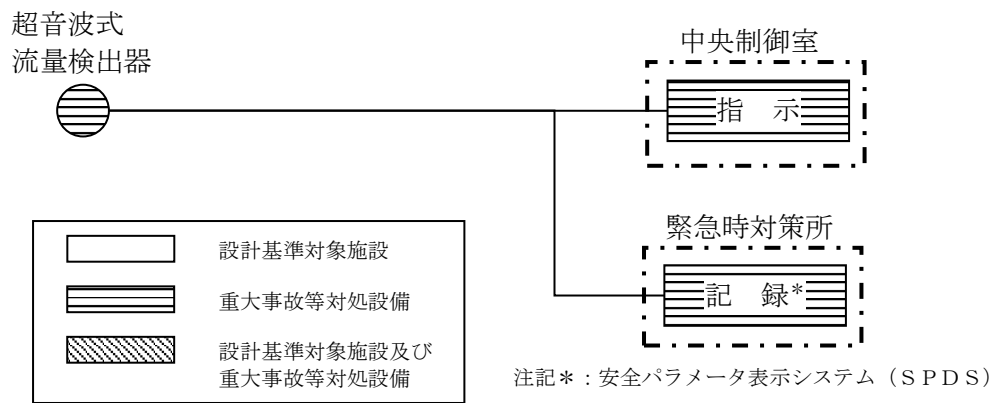 超音波式
流量検出器
中央制御室
指　示
緊急時対策所
記　録*
設計基準対象施設
重大事故等対処設備
設計基準対象施設及び
重大事故等対処設備
注記＊：安全パラメータ表示システム（ＳＰＤＳ）